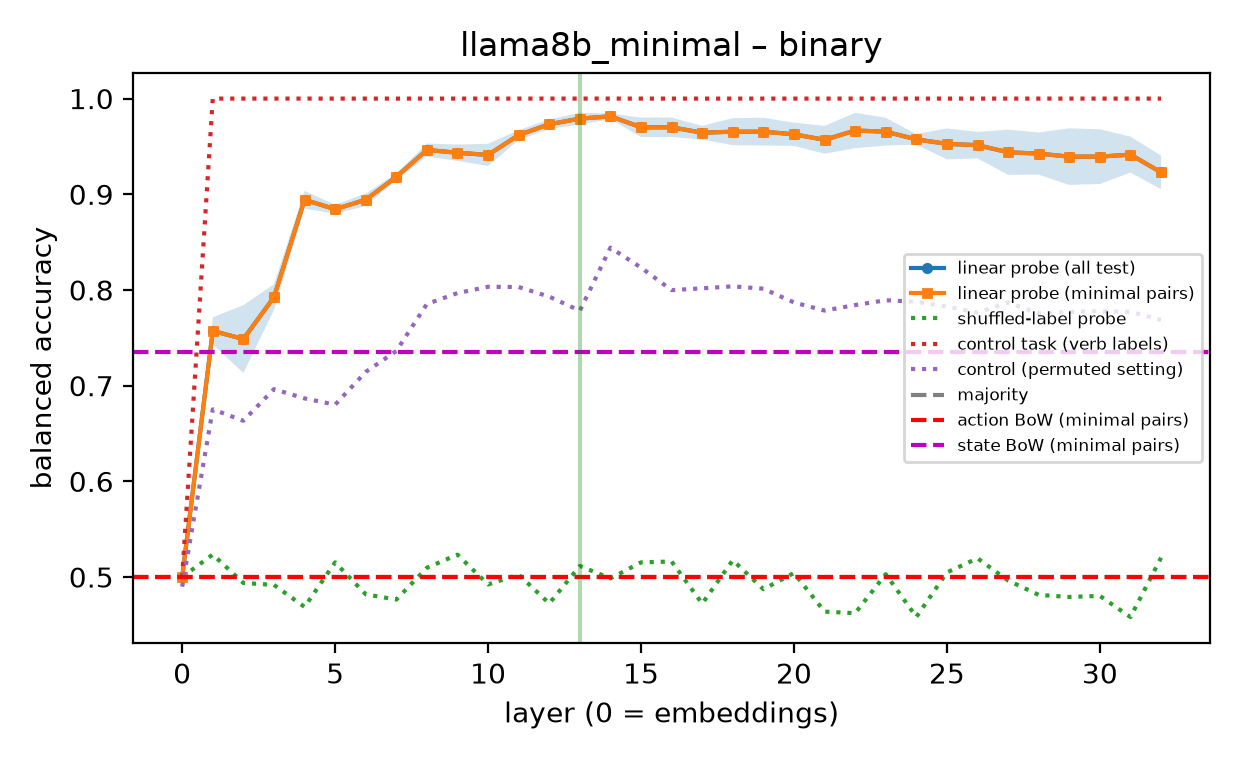 llama8b_minimal – binary
balanced accuracy
1.0
0.9
0.8
0.7
0.6
0.5
linear probe (all test)
linear probe (minimal pairs)
shuffled-label probe
control task (verb labels)
control (permuted setting)
majority
action BoW (minimal pairs)
state BoW (minimal pairs)
0 5 10 15 20 25 30
layer (0 = embeddings)